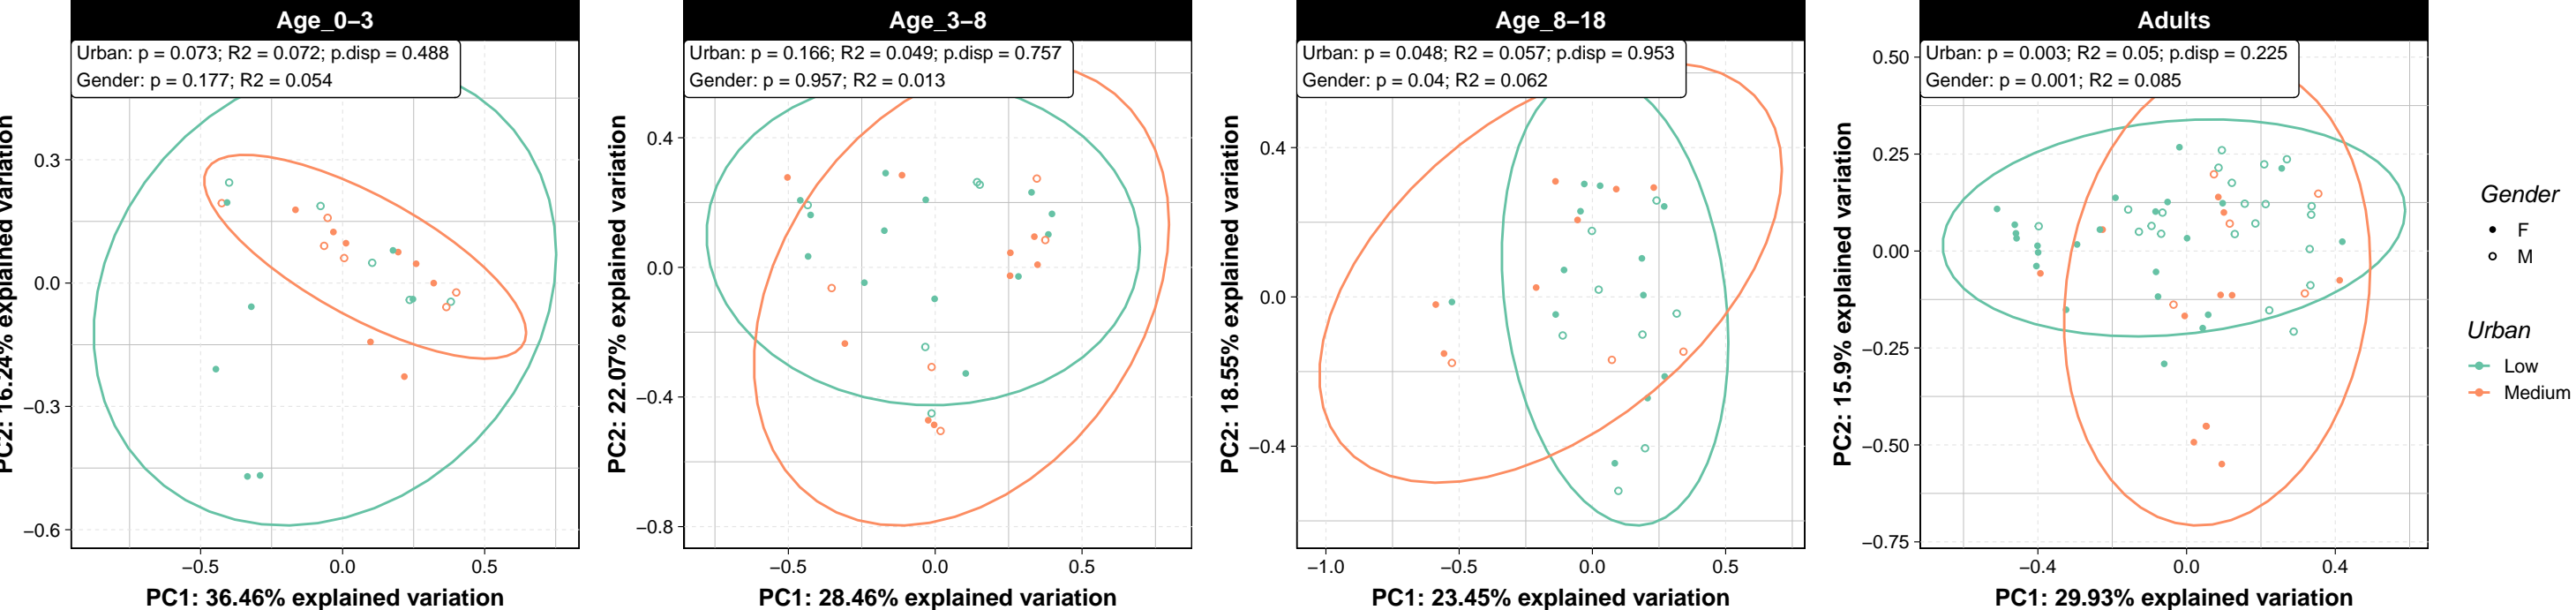 Age_0–3
Urban: p = 0.073; R2 = 0.072; p.disp = 0.488
Gender: p = 0.177; R2 = 0.054
PC2: 16.24% explained variation
0.3
0.0
−0.3
−0.6
−0.5
0.0
0.5
PC1: 36.46% explained variation
Age_3–8
Urban: p = 0.166; R2 = 0.049; p.disp = 0.757
Gender: p = 0.957; R2 = 0.013
PC2: 22.07% explained variation
0.4
0.0
−0.4
−0.8
−0.5
0.0
0.5
PC1: 28.46% explained variation
Age_8–18
Urban: p = 0.048; R2 = 0.057; p.disp = 0.953
Gender: p = 0.04; R2 = 0.062
PC2: 18.55% explained variation
0.4
0.0
−0.4
−1.0
−0.5
0.0
0.5
PC1: 23.45% explained variation
Adults
Urban: p = 0.003; R2 = 0.05; p.disp = 0.225
Gender: p = 0.001; R2 = 0.085
PC2: 15.9% explained variation
0.50
0.25
0.00
−0.25
−0.50
−0.75
−0.4
0.0
0.4
PC1: 29.93% explained variation
Gender
F
M
Urban
Low
Medium